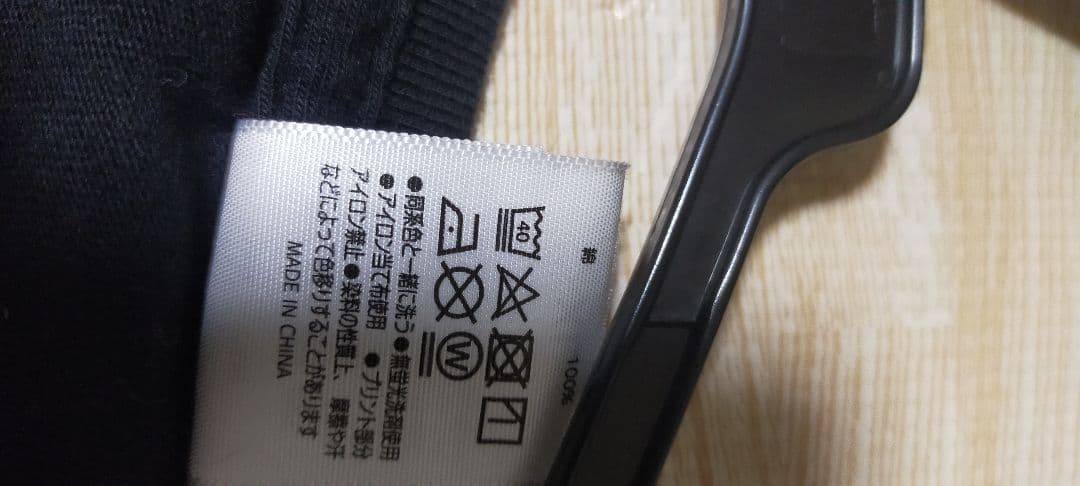 綿 100%
40
W
●同系色と一緒に洗う ●無蛍光洗剤使用
●アイロン当て布使用 ●プリント部分
アイロン禁止 ●染料の性質上、摩擦や汗
などによって色移りすることがあります
MADE IN CHINA